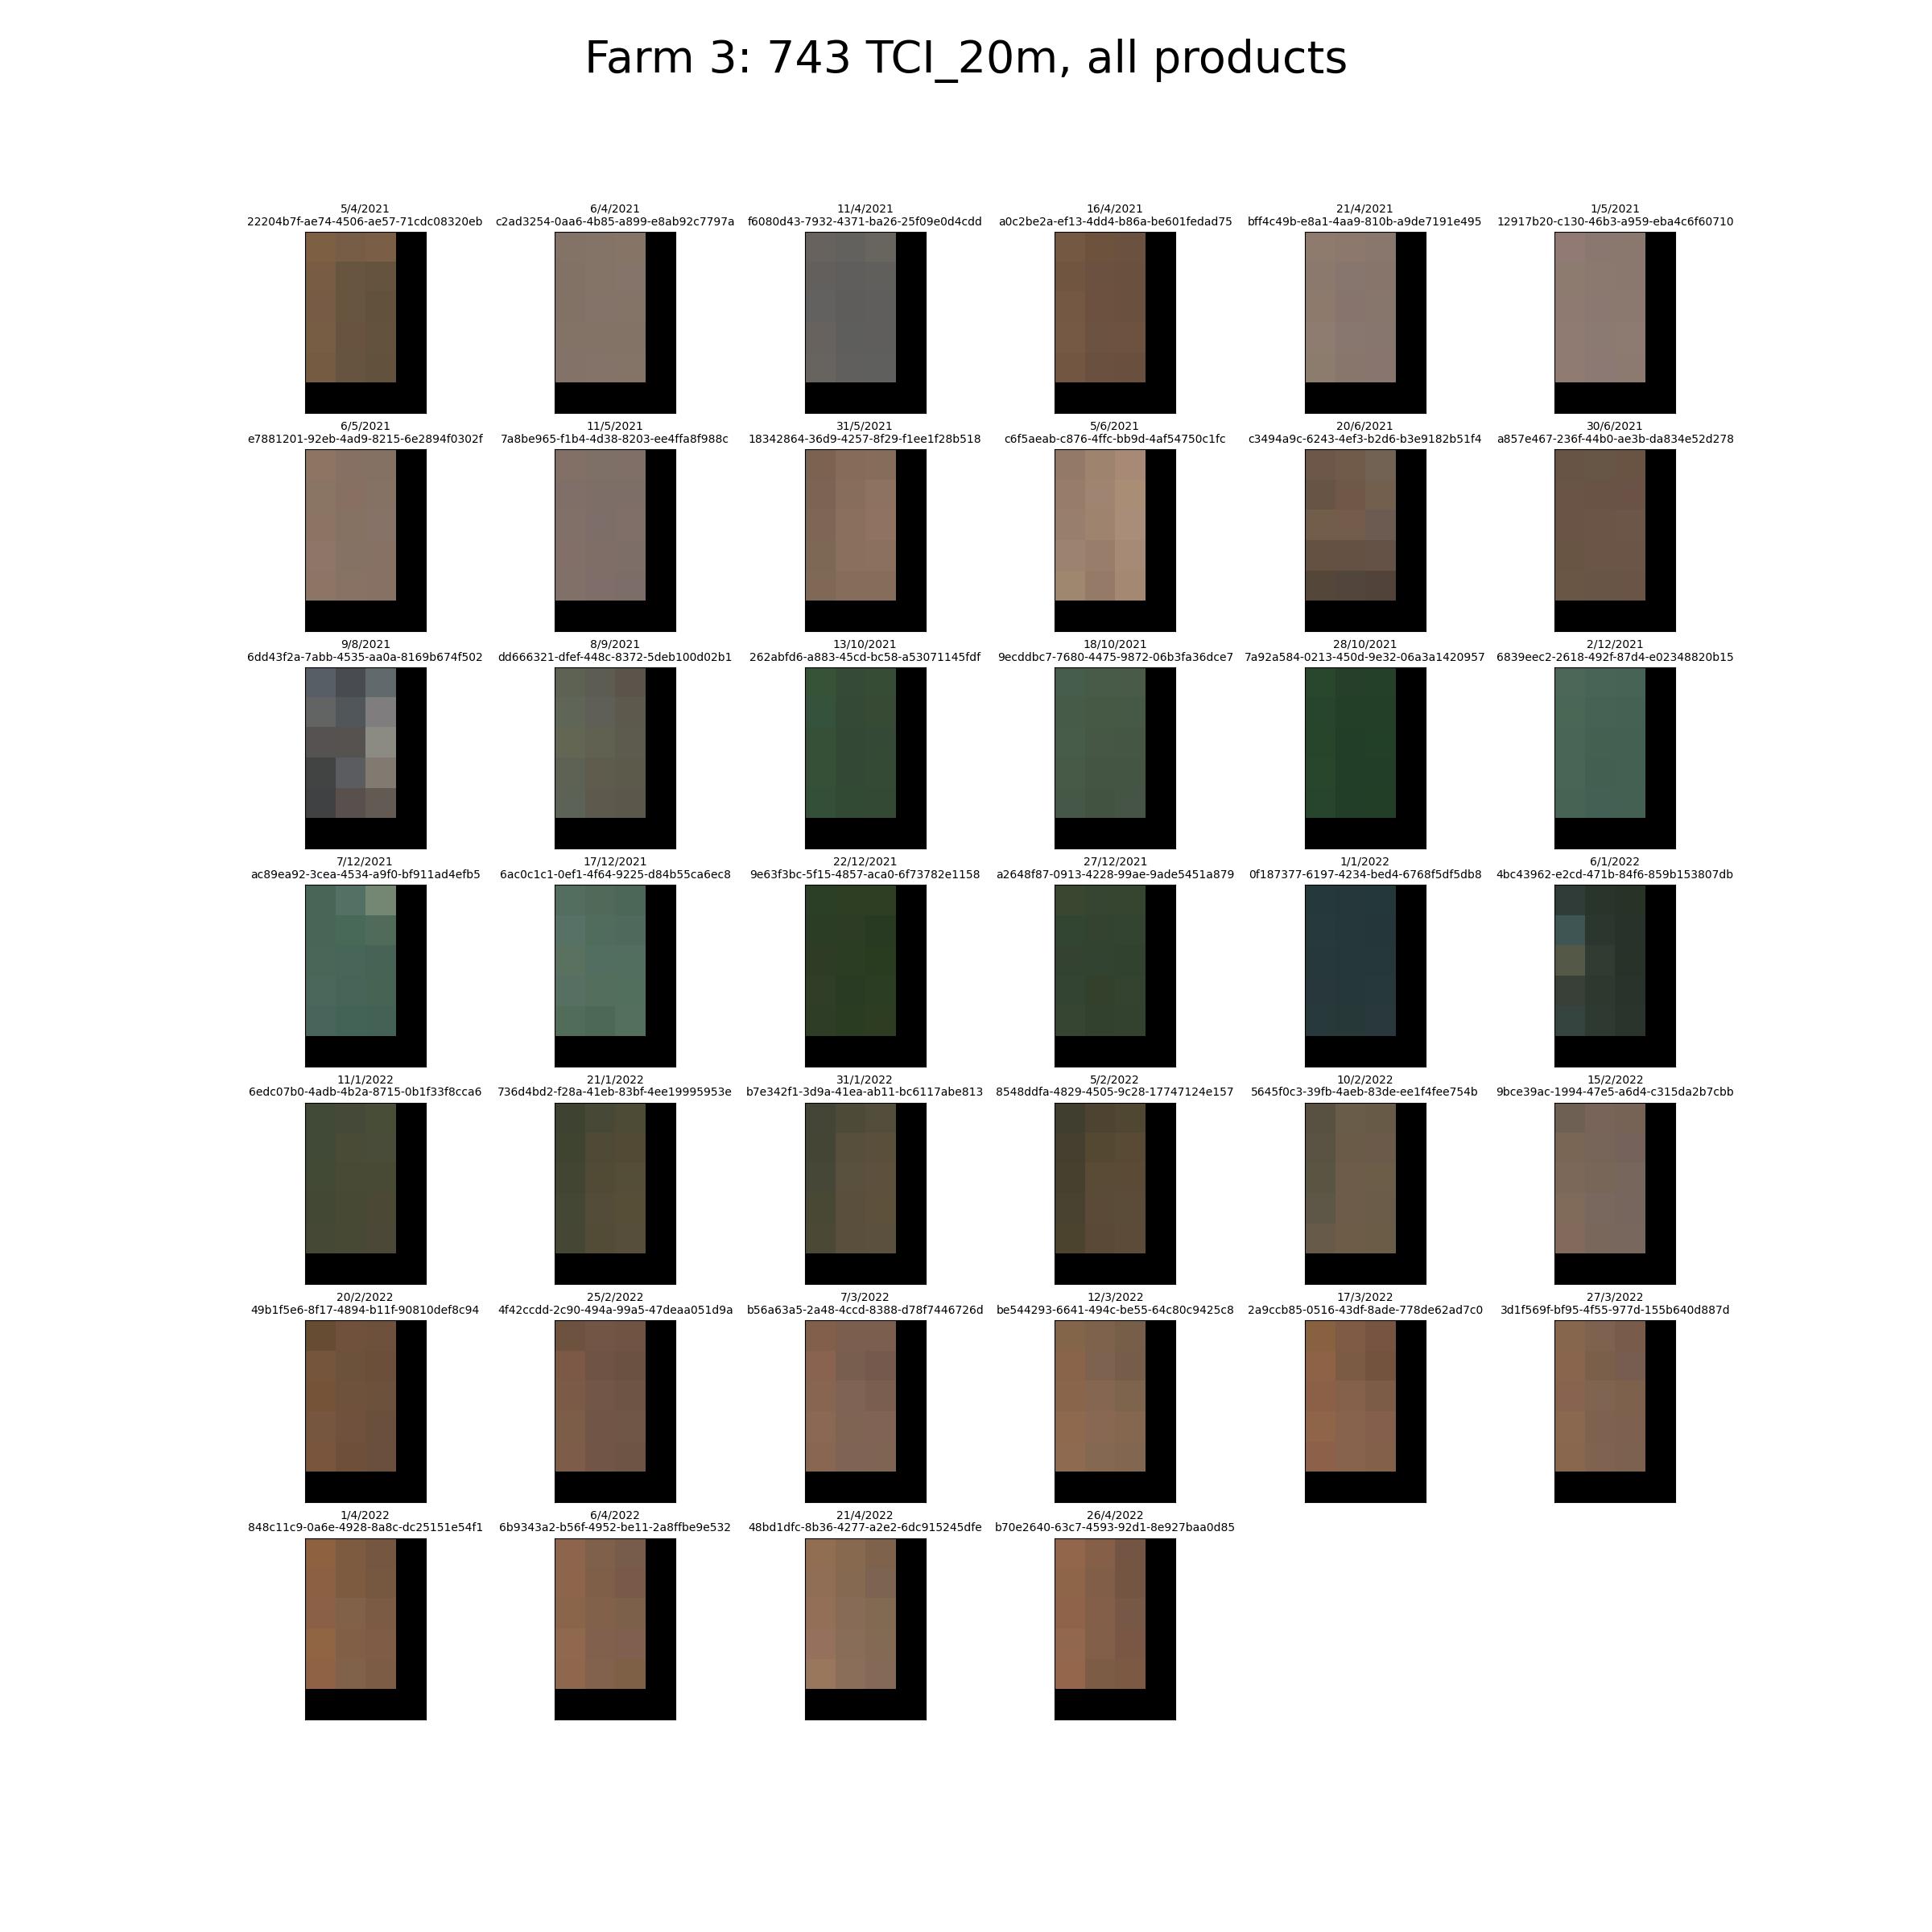 Farm 3: 743 TCI_20m, all products
5/4/2021
22204b7f-ae74-4506-ae57-71cdc08320eb
6/4/2021
c2ad3254-0aa6-4b85-a899-e8ab92c7797a
11/4/2021
f6080d43-7932-4371-ba26-25f09e0d4cdd
16/4/2021
a0c2be2a-ef13-4dd4-b86a-be601fedad75
21/4/2021
bff4c49b-e8a1-4aa9-810b-a9de7191e495
1/5/2021
12917b20-c130-46b3-a959-eba4c6f60710
6/5/2021
e7881201-92eb-4ad9-8215-6e2894f0302f
11/5/2021
7a8be965-f1b4-4d38-8203-ee4ffa8f988c
31/5/2021
18342864-36d9-4257-8f29-f1ee1f28b518
5/6/2021
c6f5aeab-c876-4ffc-bb9d-4af54750c1fc
20/6/2021
c3494a9c-6243-4ef3-b2d6-b3e9182b51f4
30/6/2021
a857e467-236f-44b0-ae3b-da834e52d278
9/8/2021
6dd43f2a-7abb-4535-aa0a-8169b674f502
8/9/2021
dd666321-dfef-448c-8372-5deb100d02b1
13/10/2021
262abfd6-a883-45cd-bc58-a53071145fdf
18/10/2021
9ecddbc7-7680-4475-9872-06b3fa36dce7
28/10/2021
7a92a584-0213-450d-9e32-06a3a1420957
2/12/2021
6839eec2-2618-492f-87d4-e02348820b15
7/12/2021
ac89ea92-3cea-4534-a9f0-bf911ad4efb5
17/12/2021
6ac0c1c1-0ef1-4f64-9225-d84b55ca6ec8
22/12/2021
9e63f3bc-5f15-4857-aca0-6f73782e1158
27/12/2021
a2648f87-0913-4228-99ae-9ade5451a879
1/1/2022
0f187377-6197-4234-bed4-6768f5df5db8
6/1/2022
4bc43962-e2cd-471b-84f6-859b153807db
11/1/2022
6edc07b0-4adb-4b2a-8715-0b1f33f8cca6
21/1/2022
736d4bd2-f28a-41eb-83bf-4ee19995953e
31/1/2022
b7e342f1-3d9a-41ea-ab11-bc6117abe813
5/2/2022
8548ddfa-4829-4505-9c28-17747124e157
10/2/2022
5645f0c3-39fb-4aeb-83de-ee1f4fee754b
15/2/2022
9bce39ac-1994-47e5-a6d4-c315da2b7cbb
20/2/2022
49b1f5e6-8f17-4894-b11f-90810def8c94
25/2/2022
4f42ccdd-2c90-494a-99a5-47deaa051d9a
7/3/2022
b56a63a5-2a48-4ccd-8388-d78f7446726d
12/3/2022
be544293-6641-494c-be55-64c80c9425c8
17/3/2022
2a9ccb85-0516-43df-8ade-778de62ad7c0
27/3/2022
3d1f569f-bf95-4f55-977d-155b640d887d
1/4/2022
848c11c9-0a6e-4928-8a8c-dc25151e54f1
6/4/2022
6b9343a2-b56f-4952-be11-2a8ffbe9e532
21/4/2022
48bd1dfc-8b36-4277-a2e2-6dc915245dfe
26/4/2022
b70e2640-63c7-4593-92d1-8e927baa0d85